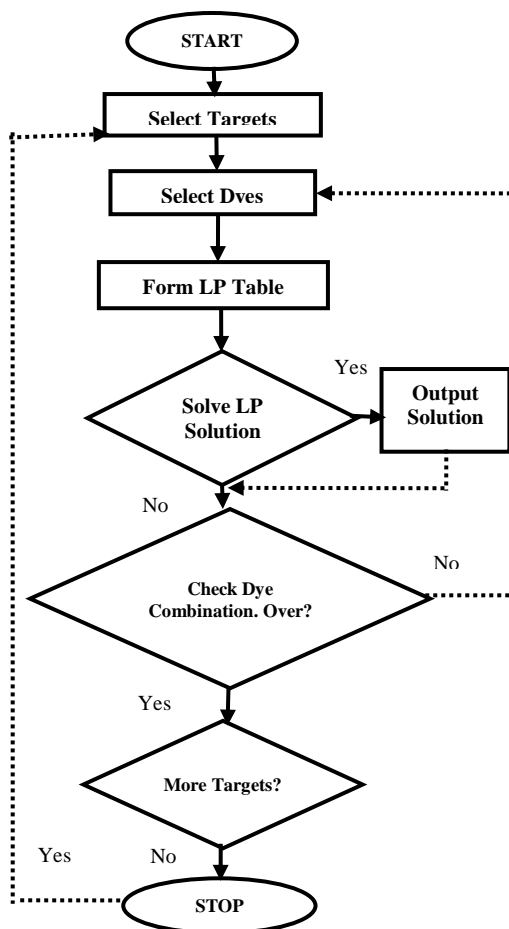 START
Select Targets
Select Dyes
Form LP Table
Yes
Output
Solution
Solve LP
Solution
No
Check Dye
Combination. Over?
No
Yes
More Targets?
Yes
No
STOP